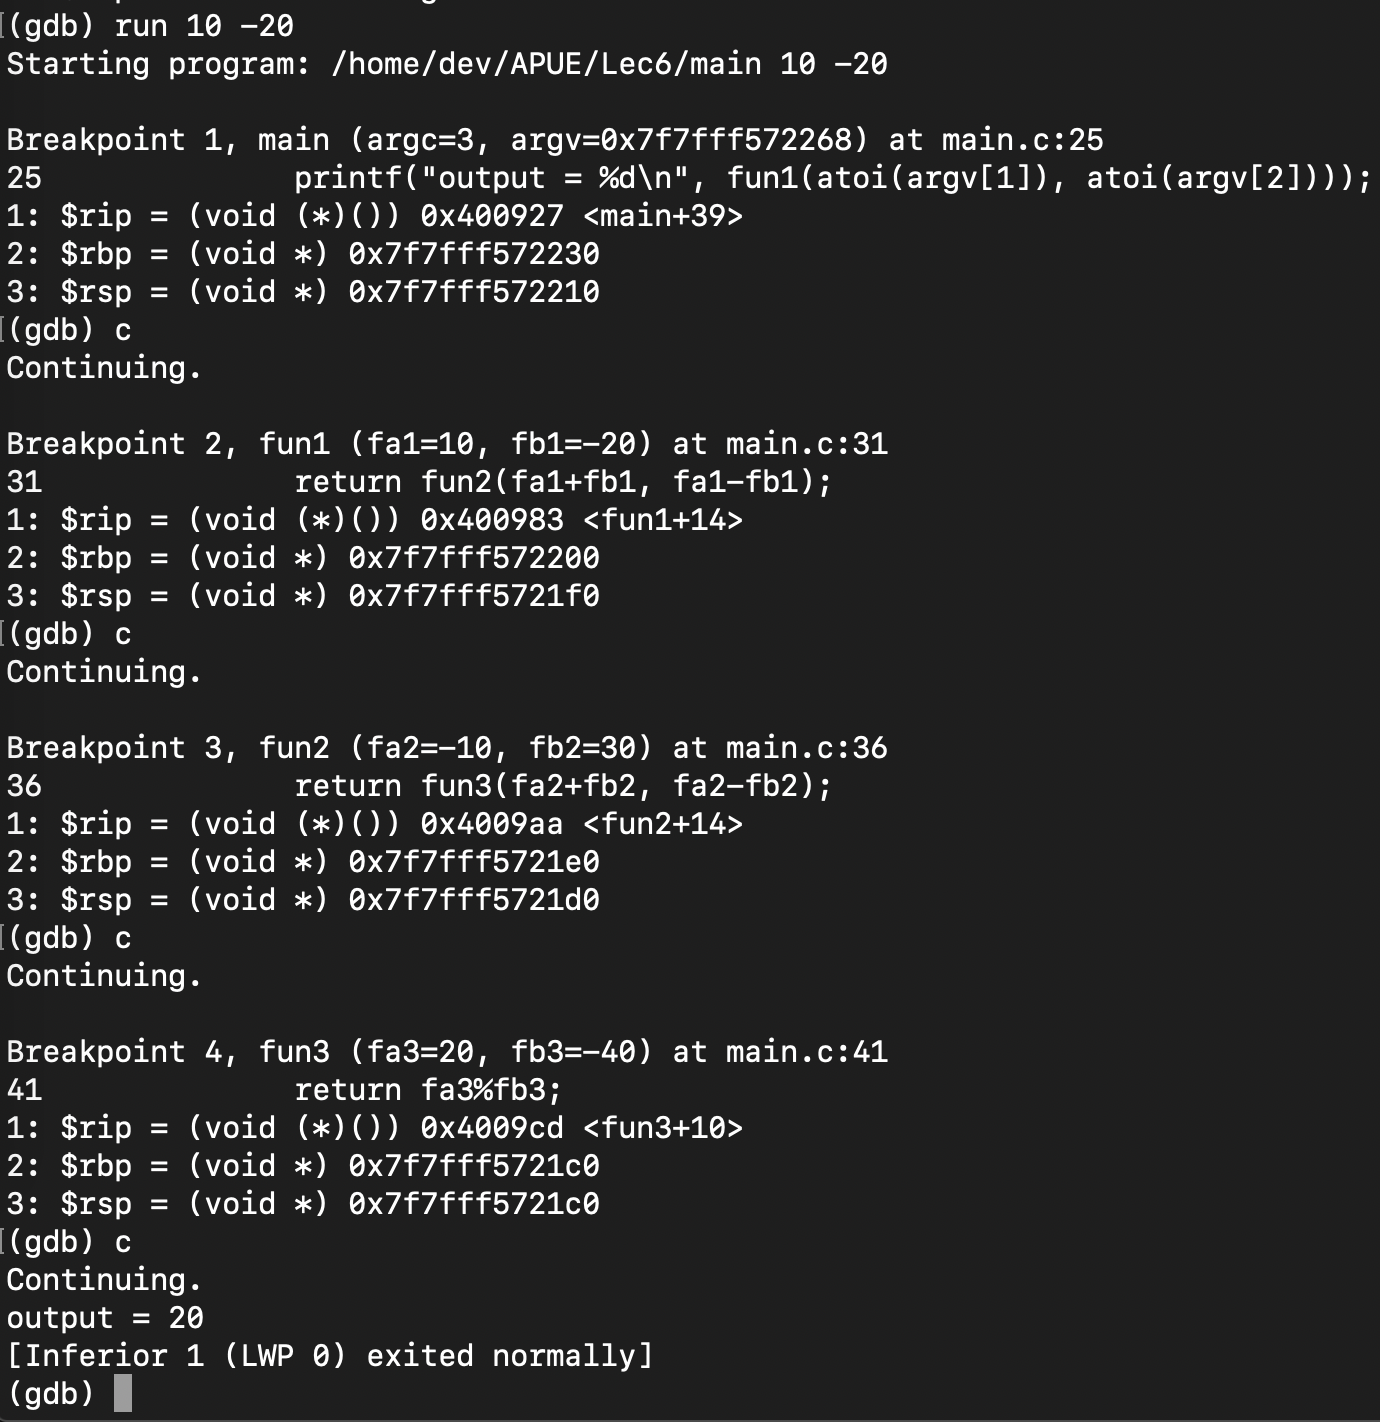 (gdb) run 10 -20
Starting program: /home/dev/APUE/Lec6/main 10 -20
Breakpoint 1, main (argc=3, argv=0x7f7fff572268) at main.c:25
25              printf("output = %d\n", fun1(atoi(argv[1]), atoi(argv[2])));
1: $rip = (void (*)()) 0x400927 <main+39>
2: $rbp = (void *) 0x7f7fff572230
3: $rsp = (void *) 0x7f7fff572210
(gdb) c
Continuing.
Breakpoint 2, fun1 (fa1=10, fb1=-20) at main.c:31
31              return fun2(fa1+fb1, fa1-fb1);
1: $rip = (void (*)()) 0x400983 <fun1+14>
2: $rbp = (void *) 0x7f7fff572200
3: $rsp = (void *) 0x7f7fff5721f0
(gdb) c
Continuing.
Breakpoint 3, fun2 (fa2=-10, fb2=30) at main.c:36
36              return fun3(fa2+fb2, fa2-fb2);
1: $rip = (void (*)()) 0x4009aa <fun2+14>
2: $rbp = (void *) 0x7f7fff5721e0
3: $rsp = (void *) 0x7f7fff5721d0
(gdb) c
Continuing.
Breakpoint 4, fun3 (fa3=20, fb3=-40) at main.c:41
41              return fa3%fb3;
1: $rip = (void (*)()) 0x4009cd <fun3+10>
2: $rbp = (void *) 0x7f7fff5721c0
3: $rsp = (void *) 0x7f7fff5721c0
(gdb) c
Continuing.
output = 20
[Inferior 1 (LWP 0) exited normally]
(gdb)